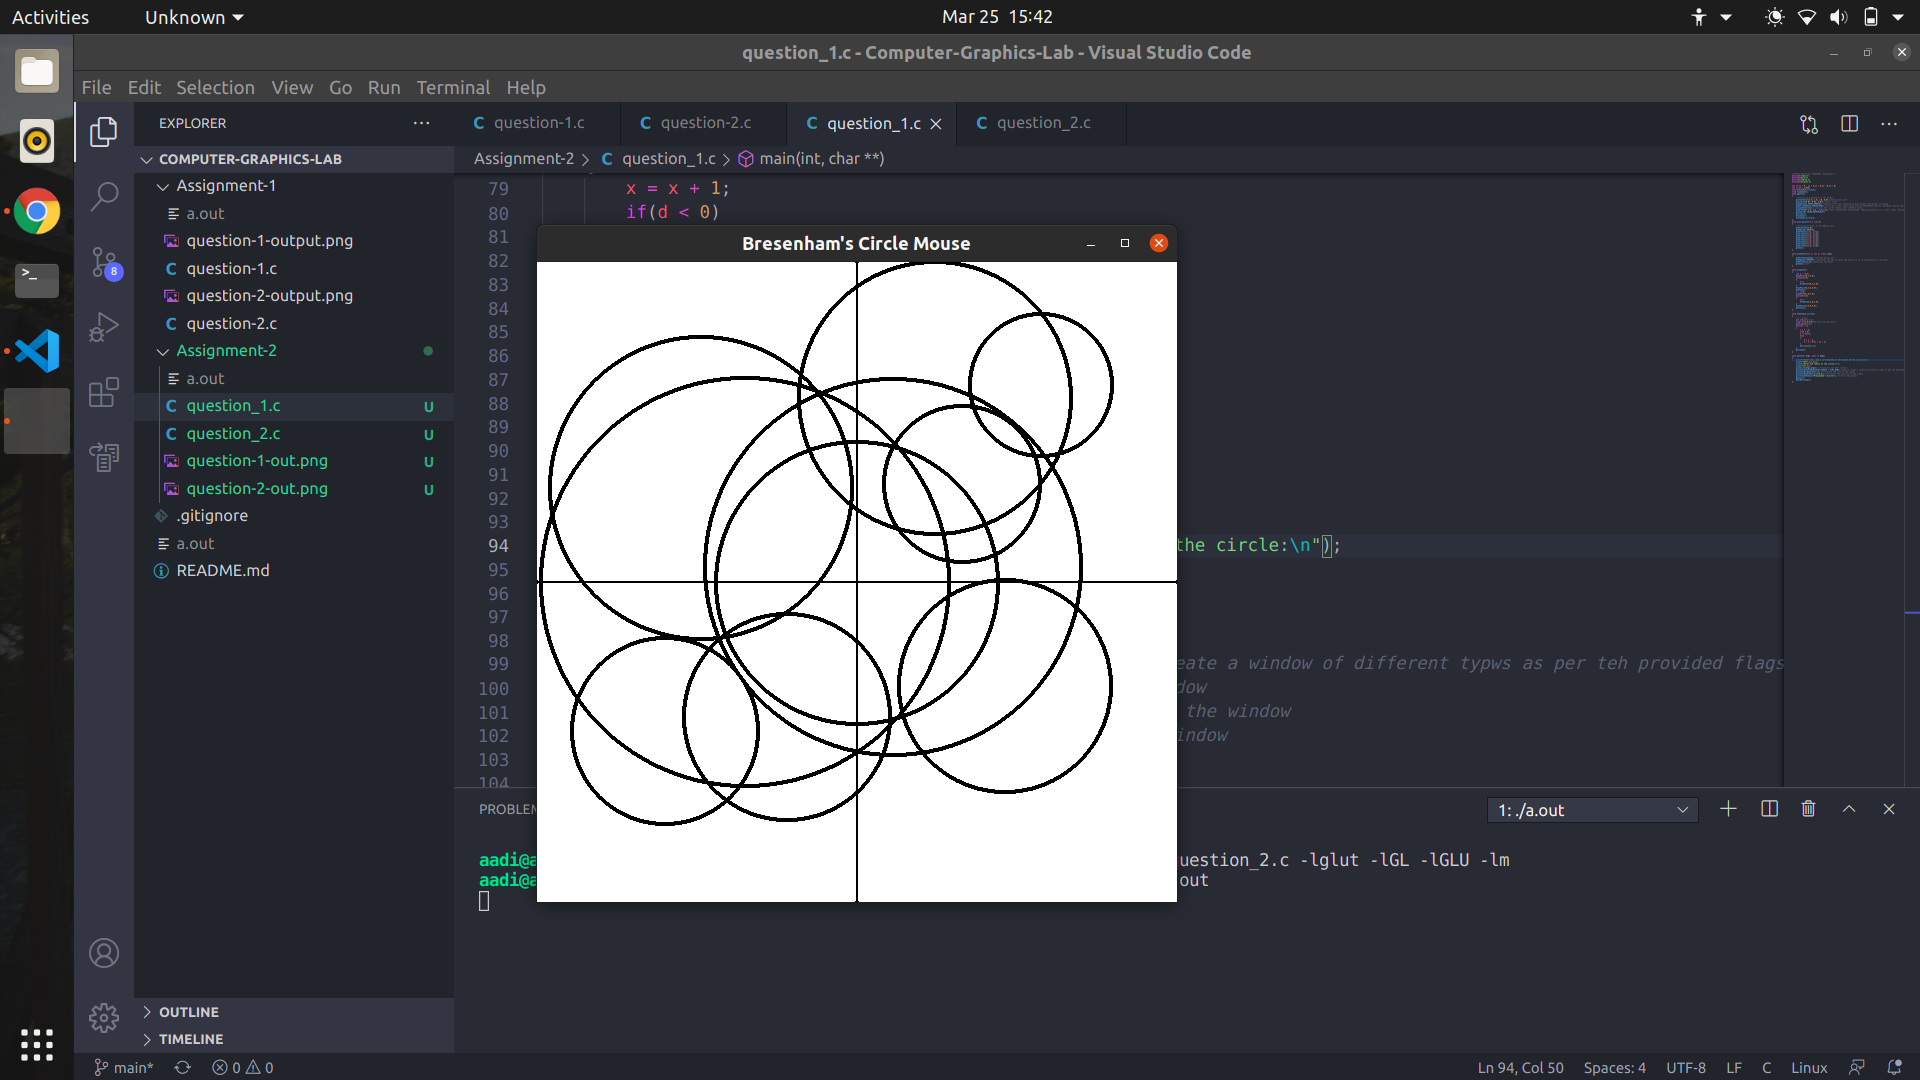 Activities Unknown Mar 25 15:42
question_1.c - Computer-Graphics-Lab - Visual Studio Code
File Edit Selection View Go Run Terminal Help
EXPLORER
question-1.c question-2.c question_1.c question_2.c
COMPUTER-GRAPHICS-LAB
Assignment-2 > C question_1.c > main(int, char **)
Assignment-1
a.out
question-1-output.png
C question-1.c
question-2-output.png
C question-2.c
Assignment-2
a.out
C question_1.c U
C question_2.c U
question-1-out.png U
question-2-out.png U
.gitignore
a.out
README.md
8
79 x = x + 1;
80 if(d < 0)
81
82
83
84
85
86
87
88
89
90
91
92
93
94 the circle:\n");
95
96
97
98
99 eate a window of different typws as per teh provided flags
100 dow
101 the window
102 indow
103
104
Bresenham's Circle Mouse
PROBLEM
1: ./a.out
aadi@a uestion_2.c -lglut -lGL -lGLU -lm
aadi@a out
OUTLINE
TIMELINE
main* 0 0 Ln 94, Col 50 Spaces: 4 UTF-8 LF C Linux